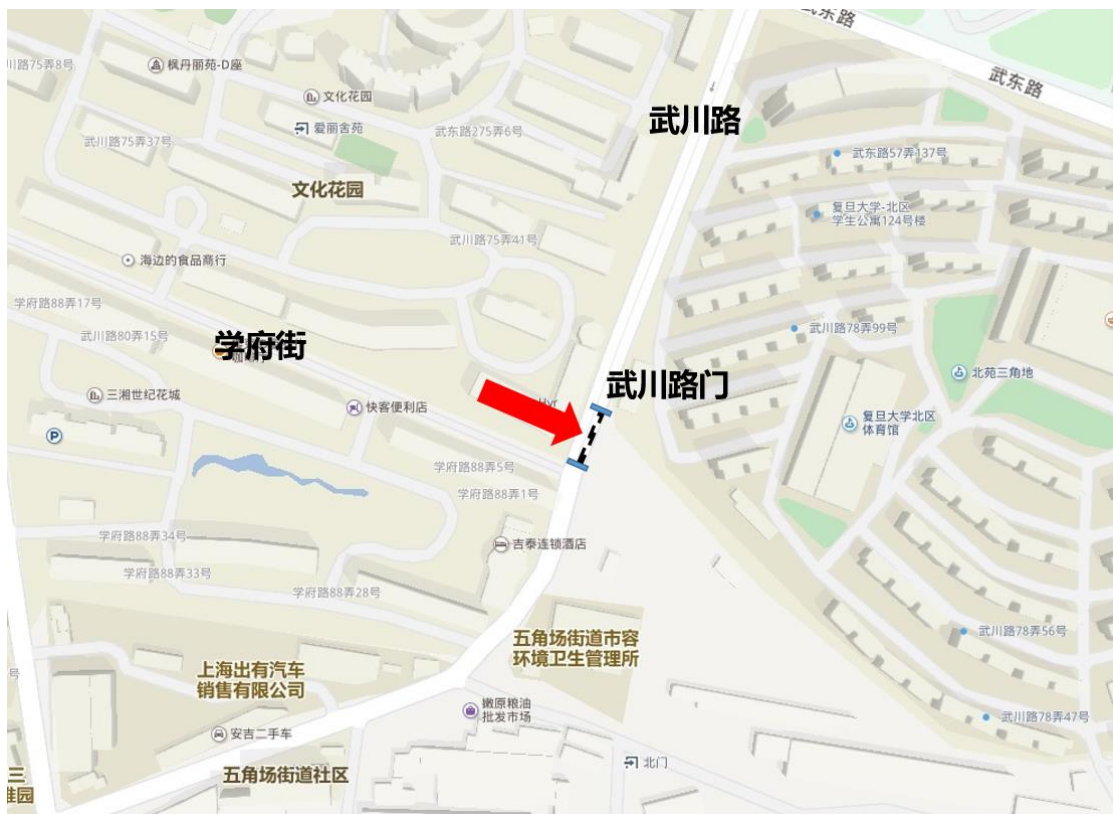 武东路
川路75弄8号
枫丹丽苑-D座
武川路
武东路
文化花园
爱丽舍苑
武东路275弄6号
武川路75弄37号
武东路57弄137号
文化花园
复旦大学-北区
学生公寓124号楼
武川路75弄41号
海边的食品商行
学府路88弄17号
武川路80弄15号
学府街
武川路78弄99号
三湘世纪花城
快客便利店
武川路门
北苑三角地
复旦大学北区
体育馆
学府路88弄5号
学府路88弄1号
学府路88弄34号
吉泰连锁酒店
学府路88弄33号
学府路88弄28号
五角场街道市容
环境卫生管理所
武川路78弄56号
号
上海出有汽车
销售有限公司
嫩原粮油
批发市场
武川路78弄47号
安吉二手车
北门
五角场街道社区
P